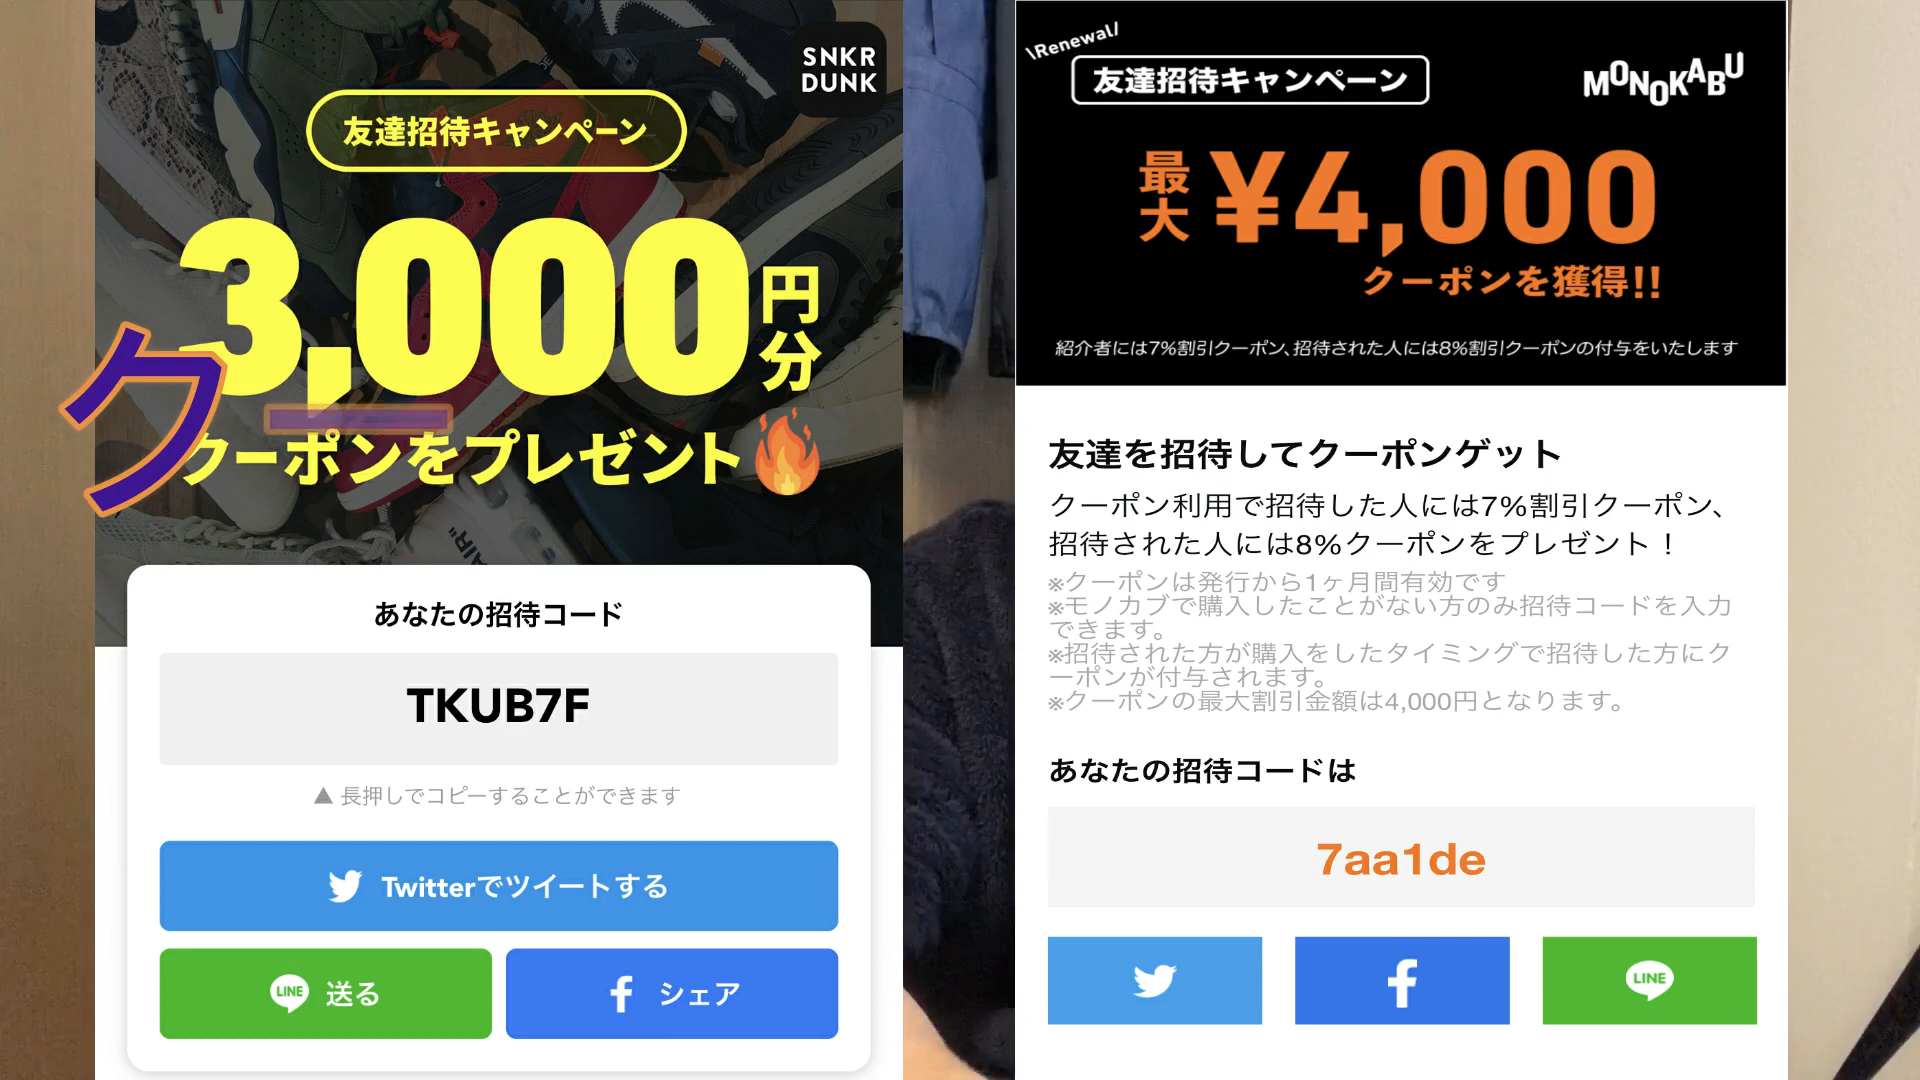 SNKR
DUNK
友達招待キャンペーン
3,000円分
クー
クーポンをプレゼント
AIR"
あなたの招待コード
TKUB7F
▲ 長押しでコピーすることができます
Twitterでツイートする
LINE 送る
シェア
\Renewal/
友達招待キャンペーン
MONOKABU
最大¥4,000
クーポンを獲得!!
紹介者には7%割引クーポン、招待された人には8%割引クーポンの付与をいたします
友達を招待してクーポンゲット
クーポン利用で招待した人には7%割引クーポン、
招待された人には8%クーポンをプレゼント！
※クーポンは発行から1ヶ月間有効です
※モノカブで購入したことがない方のみ招待コードを入力
できます。
※招待された方が購入をしたタイミングで招待した方にク
ーポンが付与されます。
※クーポンの最大割引金額は4,000円となります。
あなたの招待コードは
7aa1de
LINE